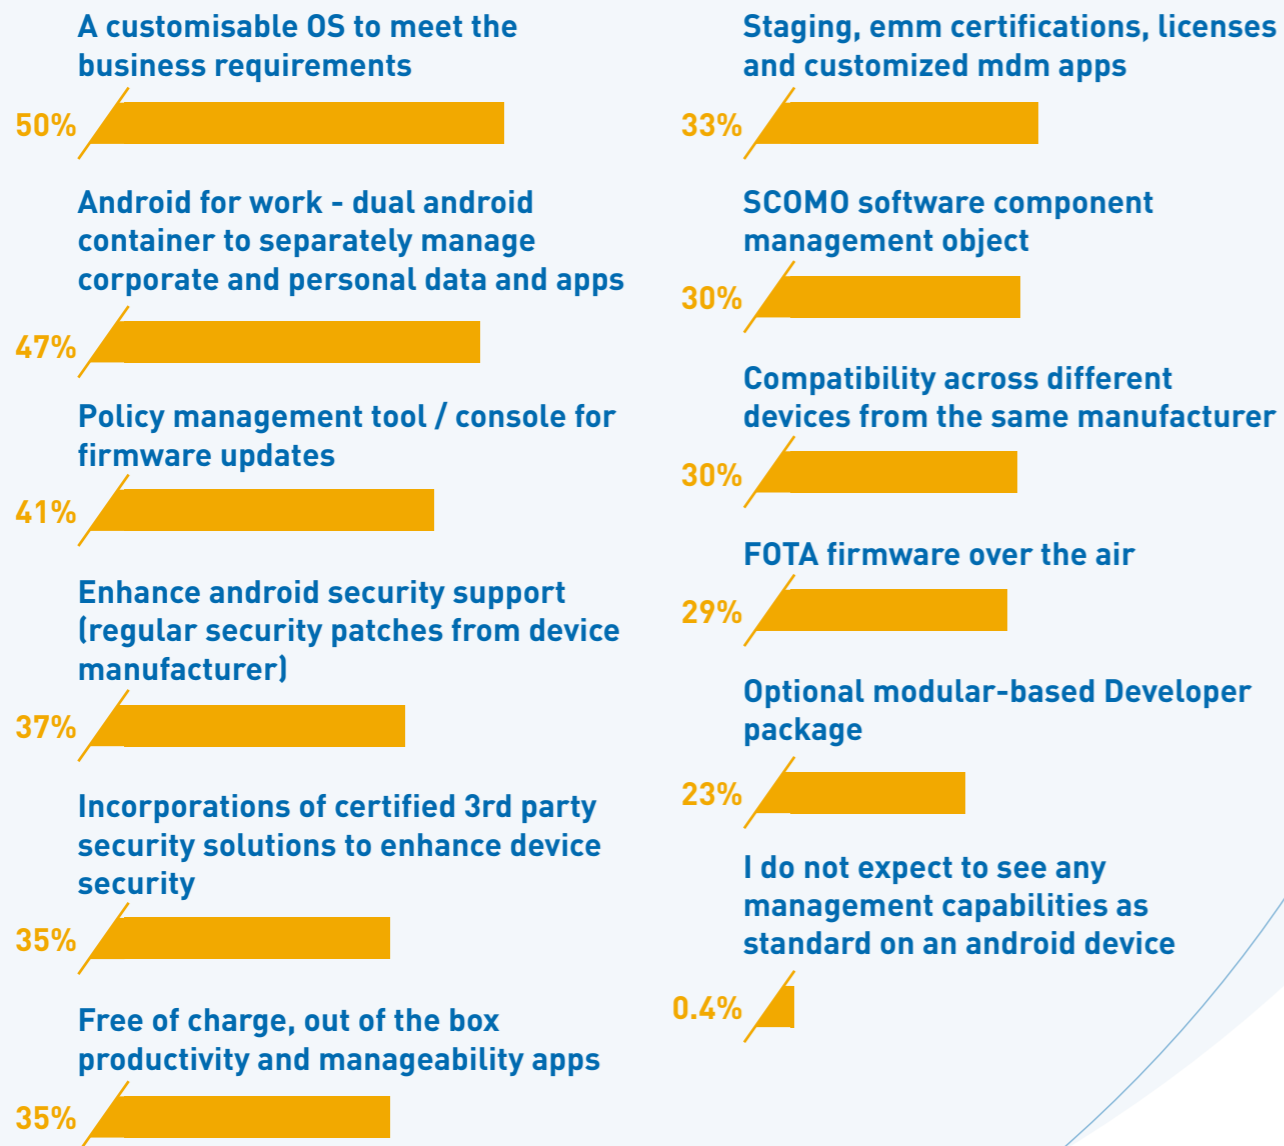 A customisable OS to meet the
business requirements
50%
Android for work - dual android
container to separately manage
corporate and personal data and apps
47%
Policy management tool / console for
firmware updates
41%
Enhance android security support
(regular security patches from device
manufacturer)
37%
Incorporations of certified 3rd party
security solutions to enhance device
security
35%
Free of charge, out of the box
productivity and manageability apps
35%
Staging, emm certifications, licenses
and customized mdm apps
33%
SCOMO software component
management object
30%
Compatibility across different
devices from the same manufacturer
30%
FOTA firmware over the air
29%
Optional modular-based Developer
package
23%
I do not expect to see any
management capabilities as
standard on an android device
0.4%